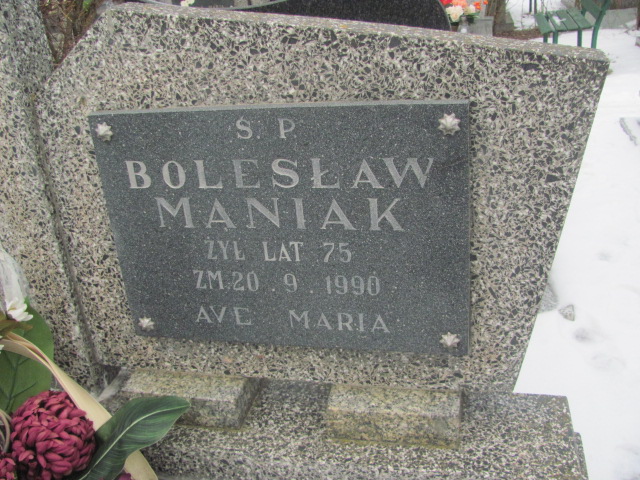 Ś. P.
BOLESŁAW
MANIAK
ŻYŁ LAT 75
ZM. 20.9.1990
AVE MARIA